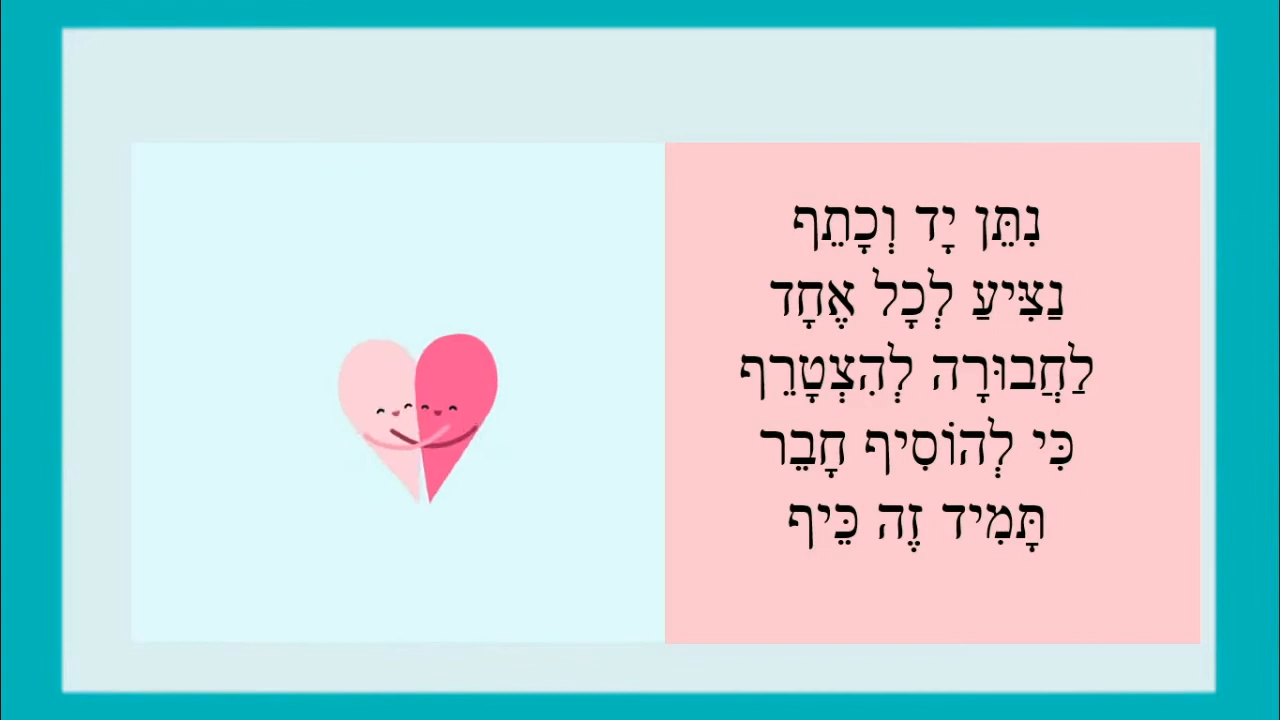 נִתֵּן יָד וְכָתֵף
נַצִּיעַ לְכָל אֶחָד
לַחֲבוּרָה לְהִצְטָרֵף
כִּי לְהוֹסִיף חָבֵר
תָּמִיד זֶה כֵּיף